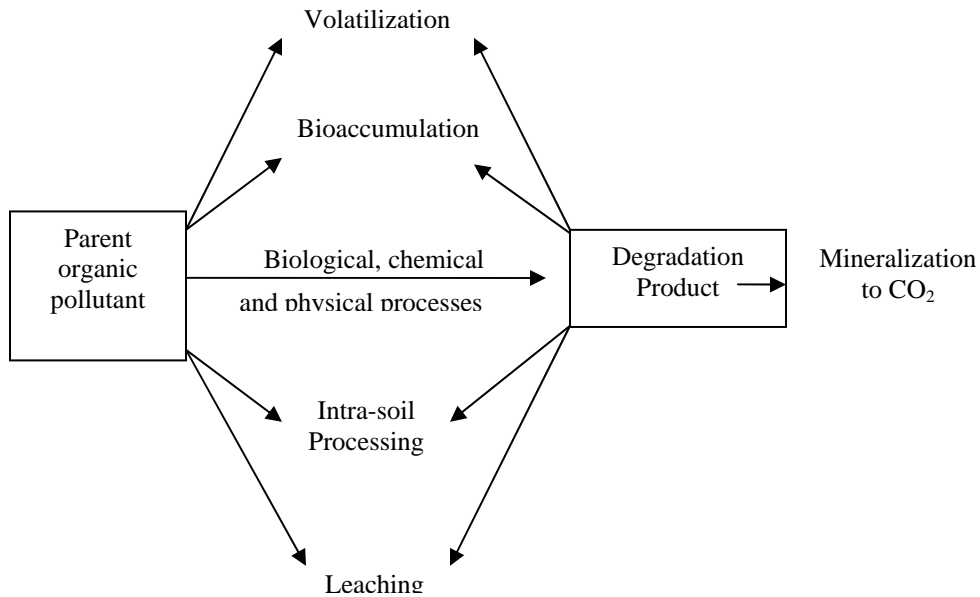 Volatilization
Bioaccumulation
Parent
organic
pollutant
Biological, chemical
and physical processes
Degradation
Product
Mineralization
to CO₂
Intra-soil
Processing
Leaching